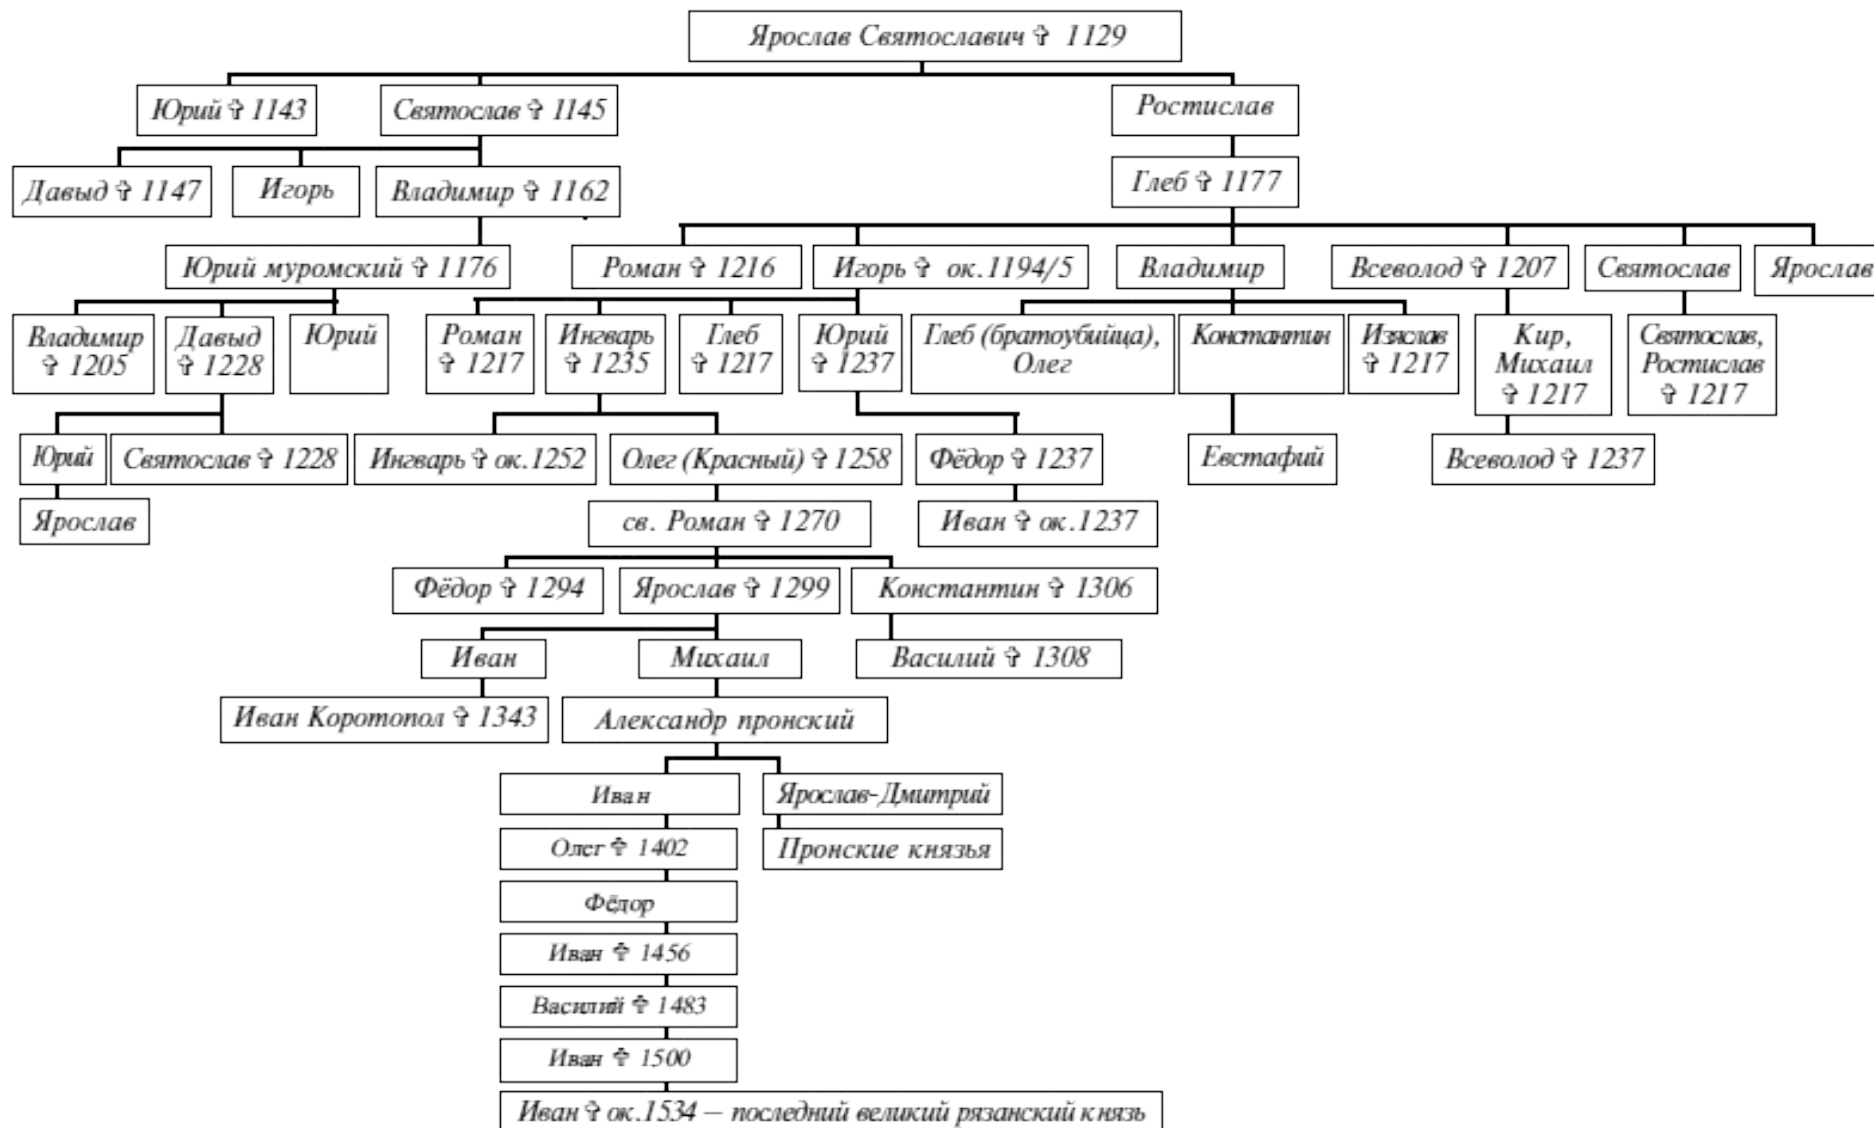 Ярослав Святославич ✞ 1129
Юрий ✞ 1143
Святослав ✞ 1145
Ростислав
Давыд ✞ 1147
Игорь
Владимир ✞ 1162
Глеб ✞ 1177
Юрий муромский ✞ 1176
Роман ✞ 1216
Игорь ✞ ок.1194/5
Владимир
Всеволод ✞ 1207
Святослав
Ярослав
Владимир
✞ 1205
Давыд
✞ 1228
Юрий
Роман
✞ 1217
Ингварь
✞ 1235
Глеб
✞ 1217
Юрий
✞ 1237
Глеб (братоубийца),
Олег
Константин
Изяслав
✞ 1217
Кир,
Михаил
✞ 1217
Святослав,
Ростислав
✞ 1217
Юрий
Святослав ✞ 1228
Ингварь ✞ ок.1252
Олег (Красный) ✞ 1258
Фёдор ✞ 1237
Евстафий
Всеволод ✞ 1237
Ярослав
св. Роман ✞ 1270
Иван ✞ ок.1237
Фёдор ✞ 1294
Ярослав ✞ 1299
Константин ✞ 1306
Иван
Михаил
Василий ✞ 1308
Иван Коротопол ✞ 1343
Александр пронский
Иван
Ярослав-Дмитрий
Олег ✞ 1402
Пронские князья
Фёдор
Иван ✞ 1456
Василий ✞ 1483
Иван ✞ 1500
Иван ✞ ок.1534 – последний великий рязанский князь